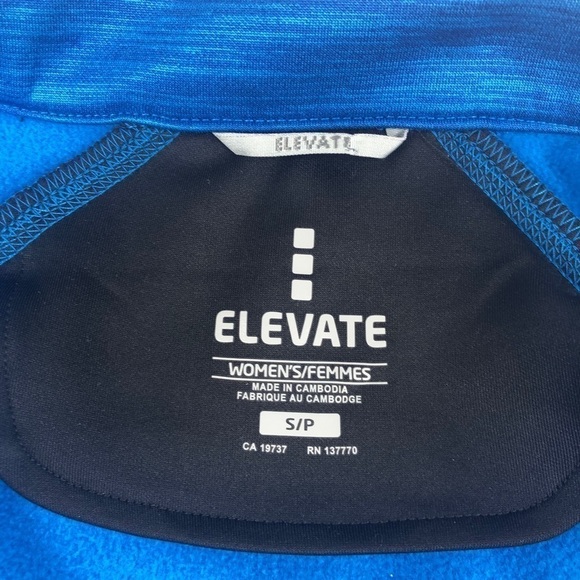 ELEVATE
ELEVATE
WOMEN'S/FEMMES
MADE IN CAMBODIA
FABRIQUE AU CAMBODGE
S/P
CA 19737 RN 137770